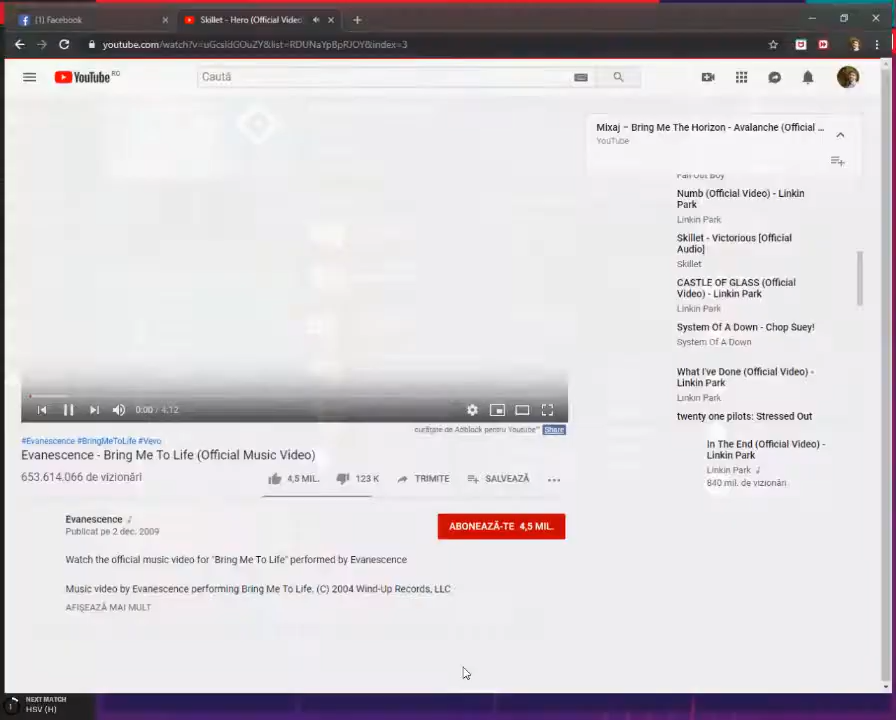 (1) Facebook
Skillet - Hero (Official Video)
youtube.com/watch?v=uGcsIdGOuZY&list=RDUNaYpBpRJOY&index=3
YouTube RO
Caută
Mixaj – Bring Me The Horizon - Avalanche (Official ...
YouTube
Fall Out Boy
Numb (Official Video) - Linkin
Park
Linkin Park
Skillet - Victorious [Official
Audio]
Skillet
CASTLE OF GLASS (Official
Video) - Linkin Park
Linkin Park
System Of A Down - Chop Suey!
System Of A Down
What I've Done (Official Video) -
Linkin Park
Linkin Park
twenty one pilots: Stressed Out
In The End (Official Video) -
Linkin Park
Linkin Park
840 mil. de vizionări
0:00 / 4:12
curățire de Adblock pentru Youtube™ Share
#Evanescence #BringMeToLife #Vevo
Evanescence - Bring Me To Life (Official Music Video)
653.614.066 de vizionări
4,5 MIL.
123 K
TRIMITE
SALVEAZĂ
Evanescence
Publicat pe 2 dec. 2009
ABONEAZĂ-TE 4,5 MIL.
Watch the official music video for "Bring Me To Life" performed by Evanescence
Music video by Evanescence performing Bring Me To Life. (C) 2004 Wind-Up Records, LLC
AFIȘEAZĂ MAI MULT
NEXT MATCH
HSV (H)